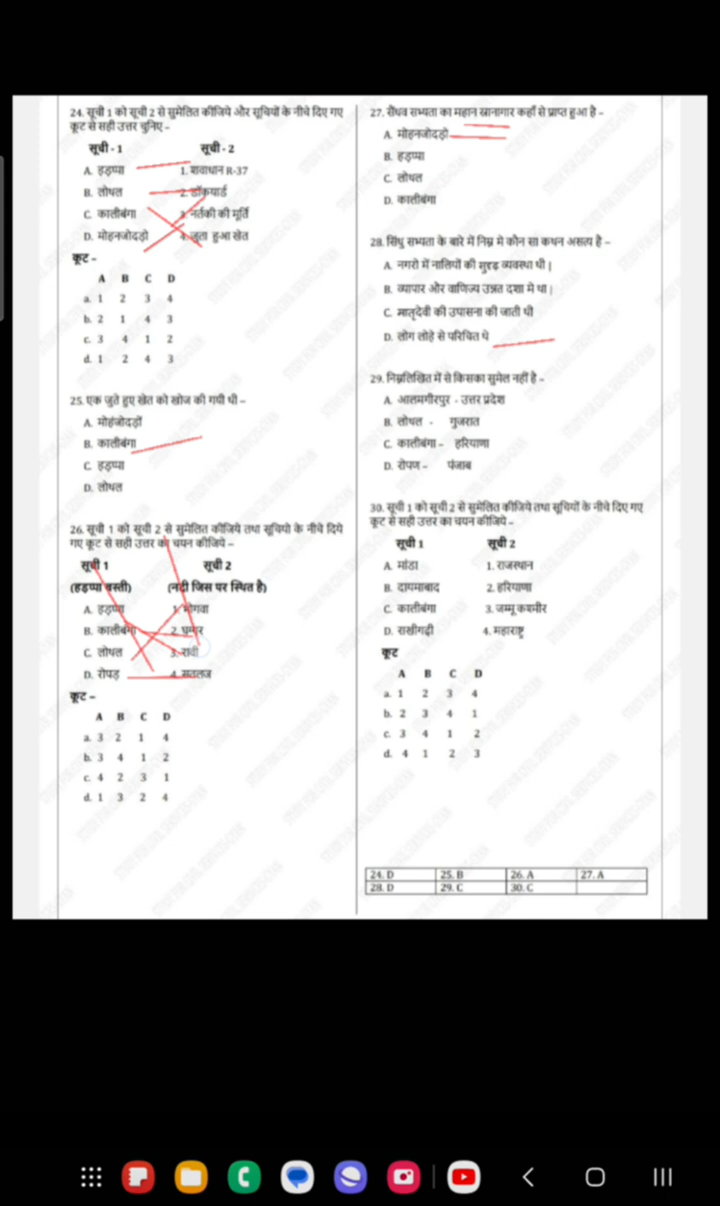 24. सूची 1 को सूची 2 से सुमेलित कीजिये और सूचियों के नीचे दिए गए
कूट से सही उत्तर चुनिए –
सूची - 1 सूची - 2
A. हड़प्पा 1. शवाधान R-37
B. लोथल 2. डॉकयार्ड
C. कालीबंगा 3. नर्तकी की मूर्ति
D. मोहनजोदड़ो 4. जुता हुआ खेत
कूट –
A B C D
a. 1 2 3 4
b. 2 1 4 3
c. 3 4 1 2
d. 1 2 4 3
25. एक जुते हुए खेत को खोज की गयी थी –
A. मोहंजोदड़ों
B. कालीबंगा
C. हड़प्पा
D. लोथल
26. सूची 1 को सूची 2 से सुमेलित कीजिये तथा सूचियो के नीचे दिये
गए कूट से सही उत्तर का चयन कीजिये –
सूची 1 सूची 2
(हड़प्पा बस्ती) (नदी जिस पर स्थित है)
A. हड़प्पा 1. भोगवा
B. कालीबंगा 2. घग्गर
C. लोथल 3. रावी
D. रोपड़ 4. सतलज
कूट –
A B C D
a. 3 2 1 4
b. 3 4 1 2
c. 4 2 3 1
d. 1 3 2 4
27. सैंधव सभ्यता का महान स्नानागार कहाँ से प्राप्त हुआ है –
A. मोहनजोदड़ो
B. हड़प्पा
C. लोथल
D. कालीबंगा
28. सिंधु सभ्यता के बारे में निम्न मे कौन सा कथन असत्य है –
A. नगरो में नालियों की सुदृढ़ व्यवस्था थी |
B. व्यापार और वाणिज्य उन्नत दशा मे था |
C. मातृदेवी की उपासना की जाती थी
D. लोग लोहे से परिचित थे
29. निम्नलिखित में से किसका सुमेल नहीं है –
A. आलमगीरपुर - उत्तर प्रदेश
B. लोथल - गुजरात
C. कालीबंगा – हरियाणा
D. रोपण – पंजाब
30. सूची 1 को सूची 2 से सुमेलित कीजिये तथा सूचियों के नीचे दिए गए
कूट से सही उत्तर का चयन कीजिये –
सूची 1 सूची 2
A. मांडा 1. राजस्थान
B. दायमाबाद 2. हरियाणा
C. कालीबंगा 3. जम्मू कश्मीर
D. राखीगढ़ी 4. महाराष्ट्र
कूट
A B C D
a. 1 2 3 4
b. 2 3 4 1
c. 3 4 1 2
d. 4 1 2 3
24. D 25. B 26. A 27. A
28. D 29. C 30. C